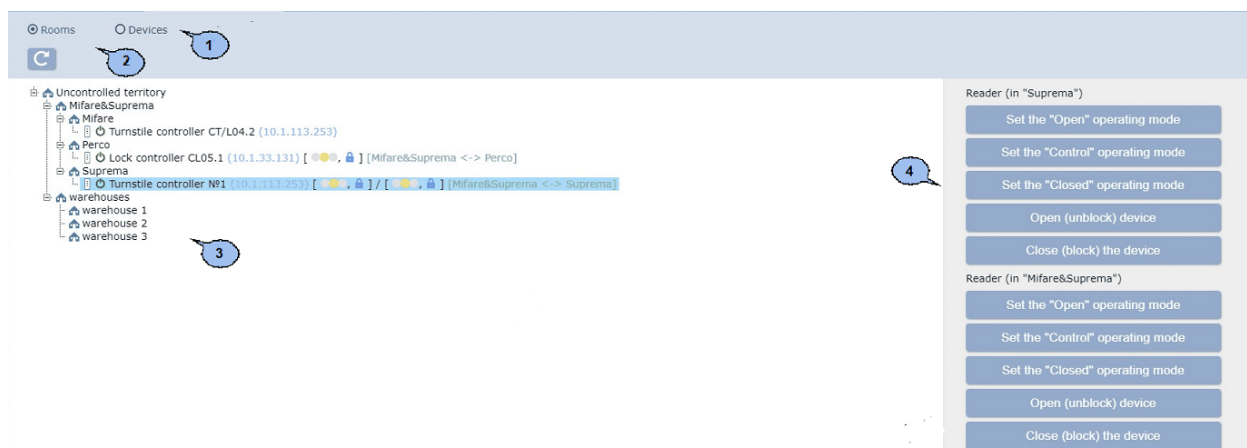 Rooms Devices
1
2
Uncontrolled territory
Mifare&Suprema
Mifare
Turnstile controller CT/L04.2 (10.1.113.253)
Perco
Lock controller CL05.1 (10.1.33.131) [ , ] [Mifare&Suprema <-> Perco]
Suprema
Turnstile controller №1 (10.1.113.253) [ , ] / [ , ] [Mifare&Suprema <-> Suprema]
warehouses
warehouse 1
warehouse 2
warehouse 3
3
Reader (in "Suprema")
Set the "Open" operating mode
Set the "Control" operating mode
4
Set the "Closed" operating mode
Open (unblock) device
Close (block) the device
Reader (in "Mifare&Suprema")
Set the "Open" operating mode
Set the "Control" operating mode
Set the "Closed" operating mode
Open (unblock) device
Close (block) the device